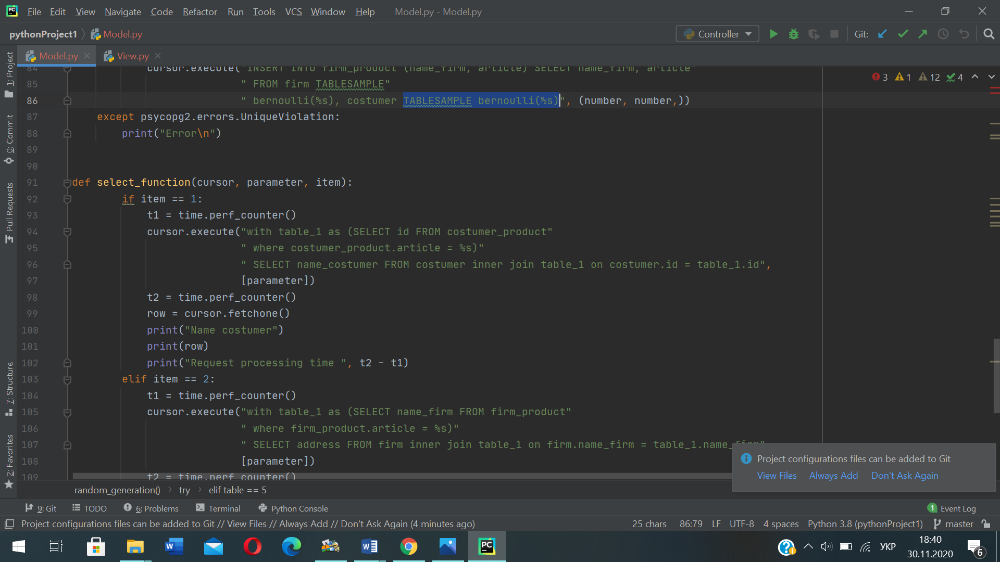 File Edit View Navigate Code Refactor Run Tools VCS Window Help Model.py - Model.py
pythonProject1 Model.py Controller Git:
Model.py View.py
1: Project
0: Commit
Pull Requests
7: Structure
2: Favorites
84 cursor.execute("INSERT INTO firm_product (name_firm, article) SELECT name_firm, article"
85 " FROM firm TABLESAMPLE"
86 " bernoulli(%s), costumer TABLESAMPLE bernoulli(%s)", (number, number,))
87 except psycopg2.errors.UniqueViolation:
88 print("Error\n")
89
90
91 def select_function(cursor, parameter, item):
92 if item == 1:
93 t1 = time.perf_counter()
94 cursor.execute("with table_1 as (SELECT id FROM costumer_product"
95 " where costumer_product.article = %s)"
96 " SELECT name_costumer FROM costumer inner join table_1 on costumer.id = table_1.id",
97 [parameter])
98 t2 = time.perf_counter()
99 row = cursor.fetchone()
100 print("Name costumer")
101 print(row)
102 print("Request processing time ", t2 - t1)
103 elif item == 2:
104 t1 = time.perf_counter()
105 cursor.execute("with table_1 as (SELECT name_firm FROM firm_product"
106 " where firm_product.article = %s)"
107 " SELECT address FROM firm inner join table_1 on firm.name_firm = table_1.name_firm"
108 [parameter])
109 t2 = time.perf_counter()
3 1 12 4
Project configurations files can be added to Git
View Files Always Add Don't Ask Again
random_generation() try elif table == 5
9: Git TODO 6: Problems Terminal Python Console 1 Event Log
Project configurations files can be added to Git // View Files // Always Add // Don't Ask Again (4 minutes ago) 25 chars 86:79 LF UTF-8 4 spaces Python 3.8 (pythonProject1) master
УКР 18:40
30.11.2020 6